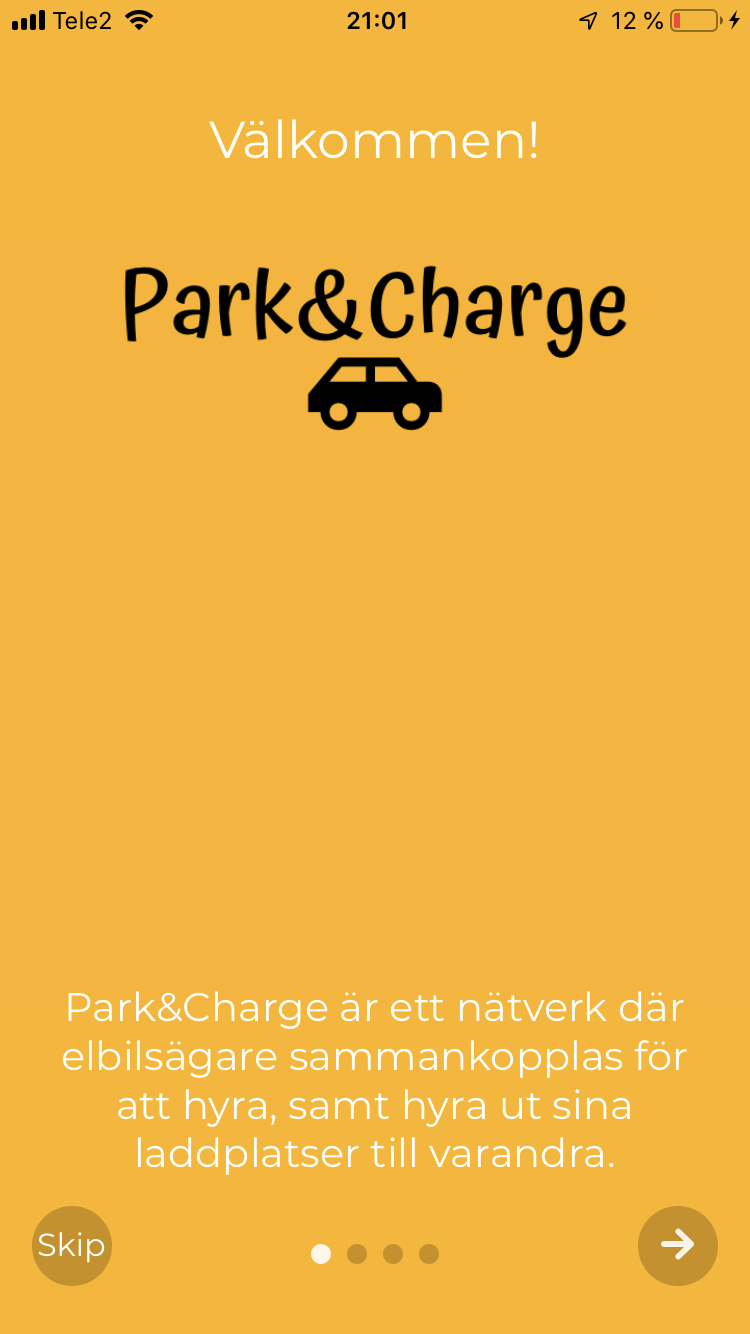 Tele2 21:01 12 %
Välkommen!
Park&Charge
Park&Charge är ett nätverk där
elbilsägare sammankopplas för
att hyra, samt hyra ut sina
laddplatser till varandra.
Skip